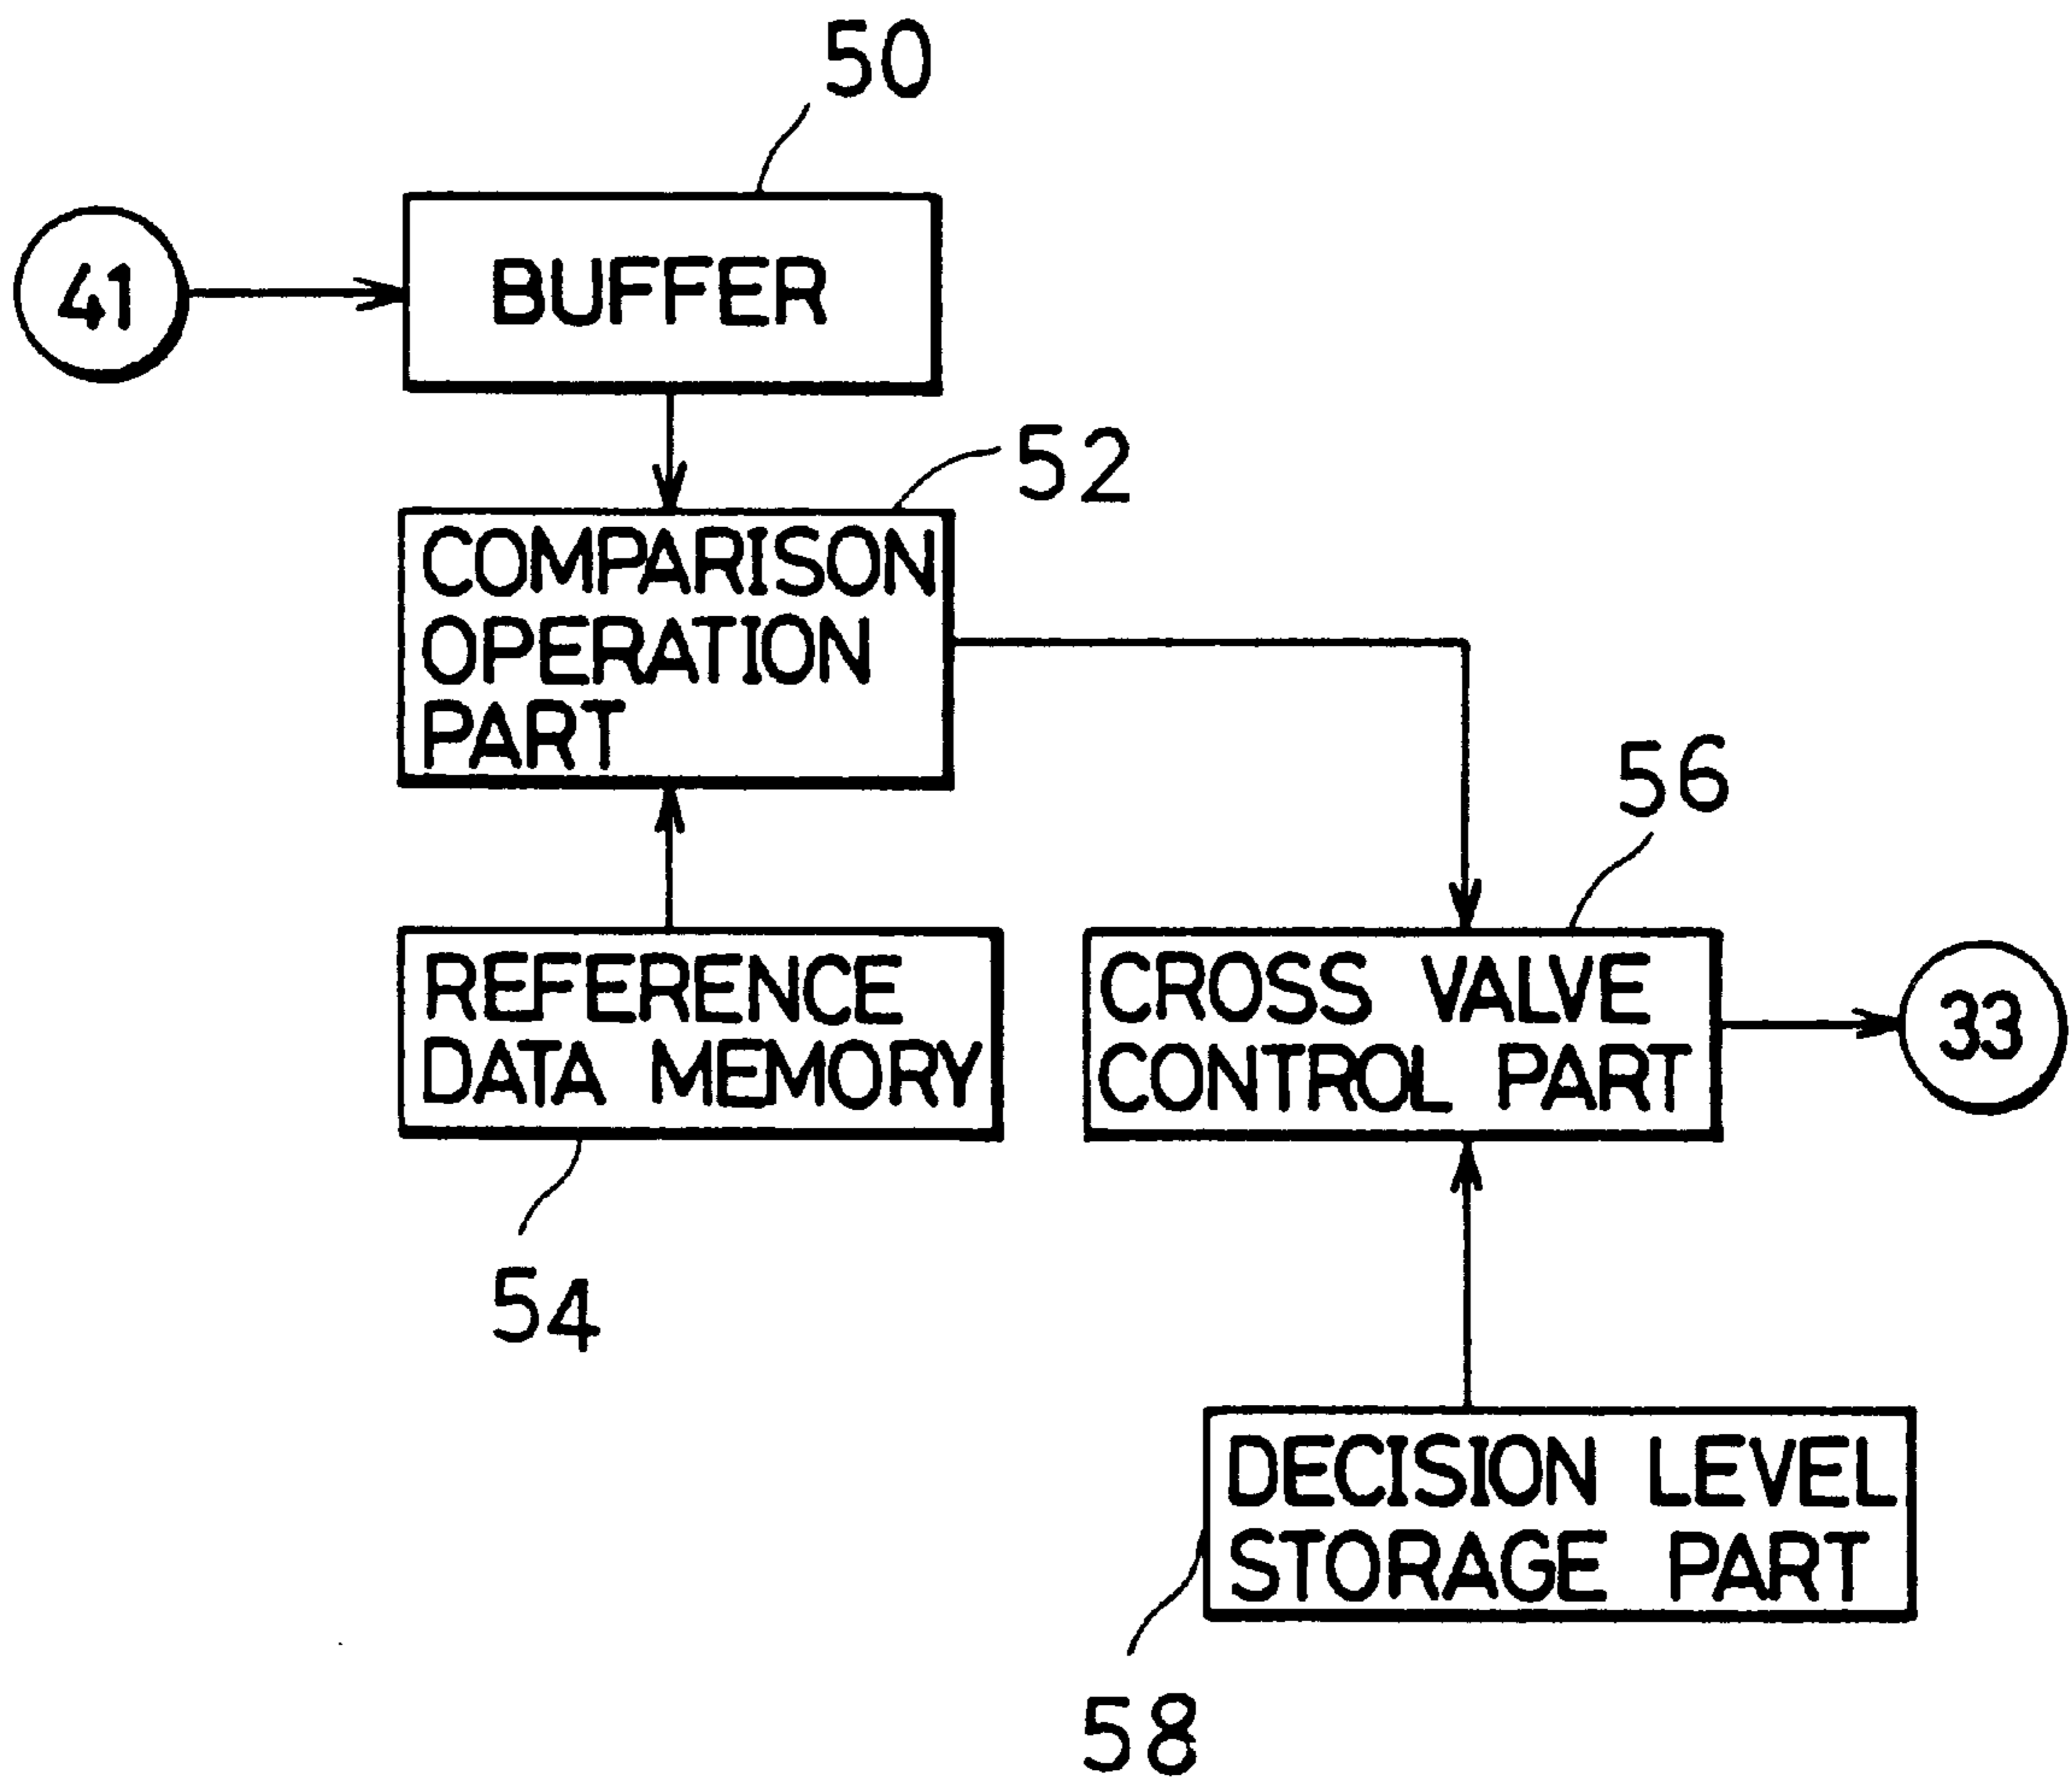 50
41
BUFFER
52
COMPARISON
OPERATION
PART
56
REFERENCE
DATA MEMORY
CROSS VALVE
CONTROL PART
33
54
DECISION LEVEL
STORAGE PART
58